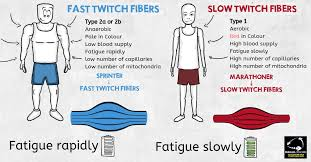 FAST TWITCH FIBERS
Type 2a or 2b
Anaerobic
Pale in Colour
Low blood supply
Fatigue rapidly
Low number of capillaries
Low number of mitochondria
SPRINTER
FAST TWITCH FIBERS
Fatigue rapidly
SLOW TWITCH FIBERS
Type 1
Aerobic
Red in Colour
High blood supply
Fatigue slowly
High number of capillaries
High number of mitochondria
MARATHONER
SLOW TWITCH FIBERS
Fatigue slowly